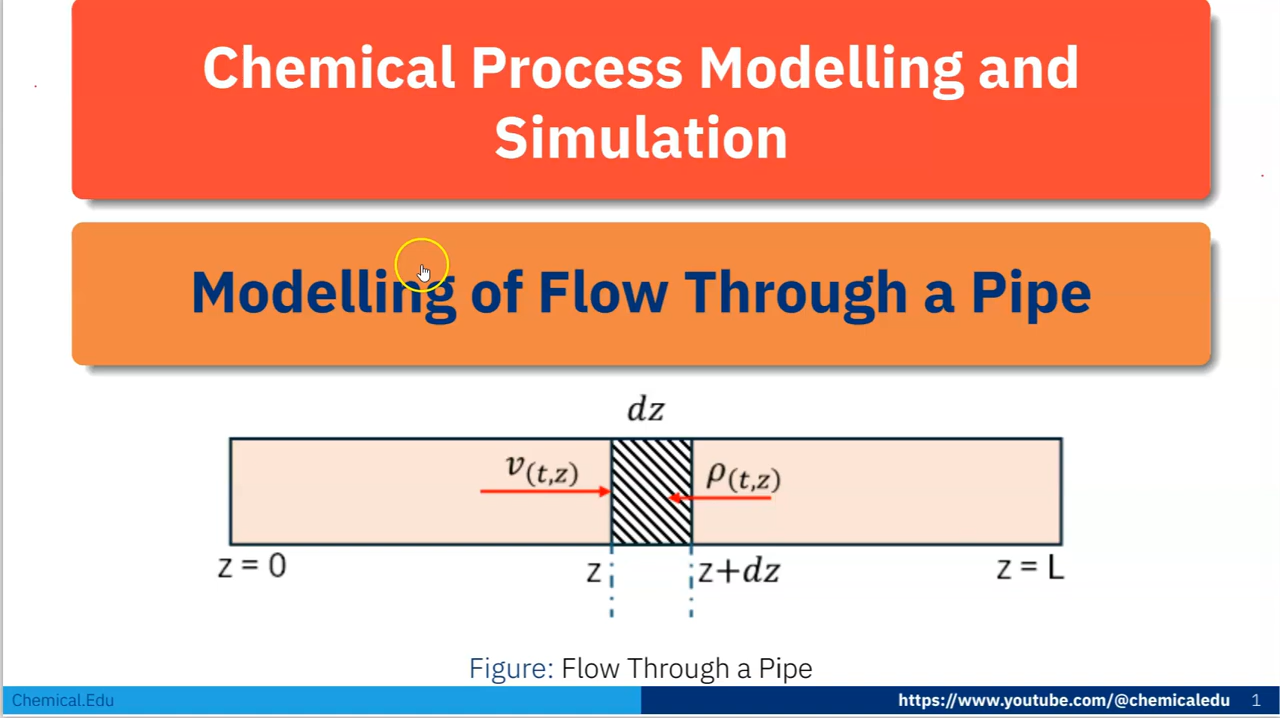 Chemical Process Modelling and
Simulation
Modelling of Flow Through a Pipe
dz
v(t,z)
ρ(t,z)
z = 0
z
z+dz
z = L
Figure: Flow Through a Pipe
Chemical.Edu
https://www.youtube.com/@chemicaledu 1